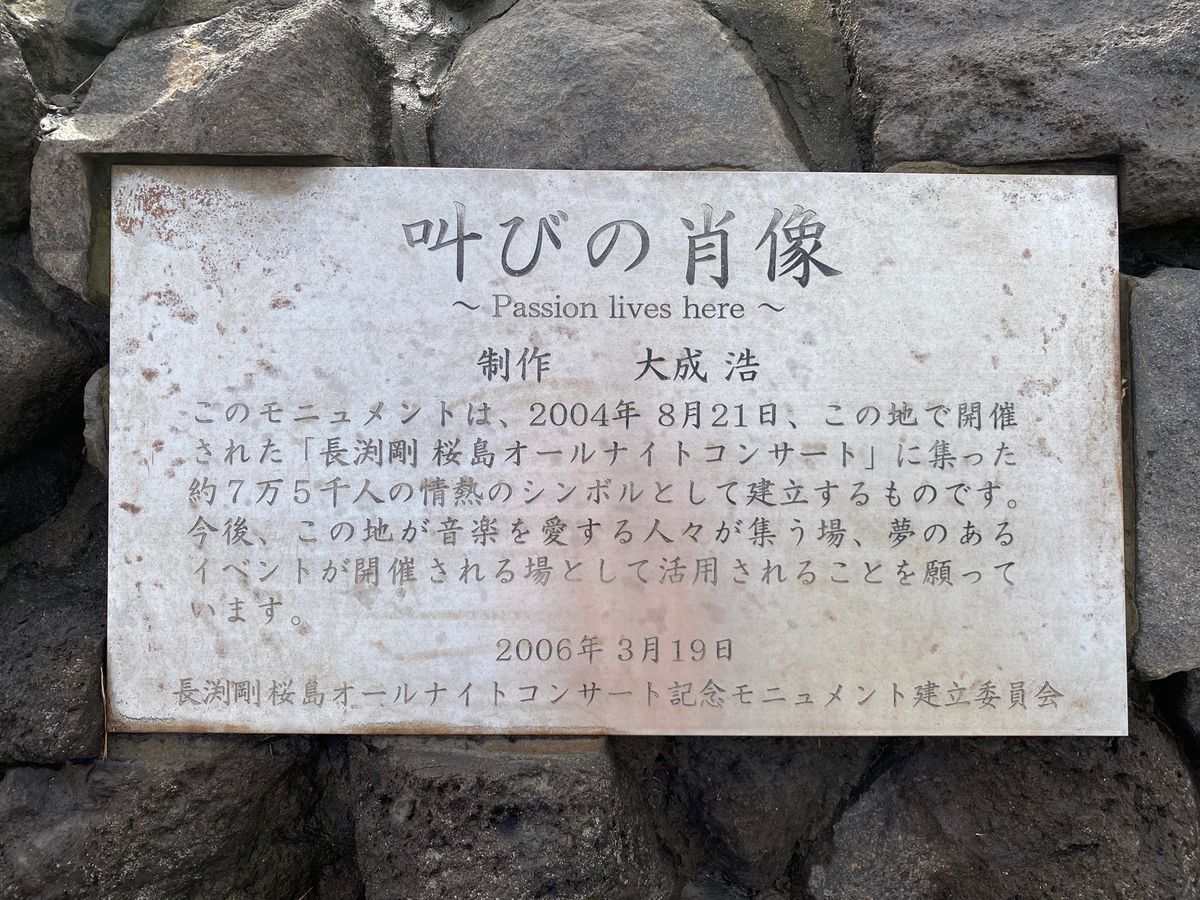 叫びの肖像
～ Passion lives here ～
制作　　大成 浩
このモニュメントは、2004年 8月21日、この地で開催
された「長渕剛 桜島オールナイトコンサート」に集った
約７万５千人の情熱のシンボルとして建立するものです。
今後、この地が音楽を愛する人々が集う場、夢のある
イベントが開催される場として活用されることを願って
います。
2006年 3月19日
長渕剛 桜島オールナイトコンサート記念モニュメント建立委員会